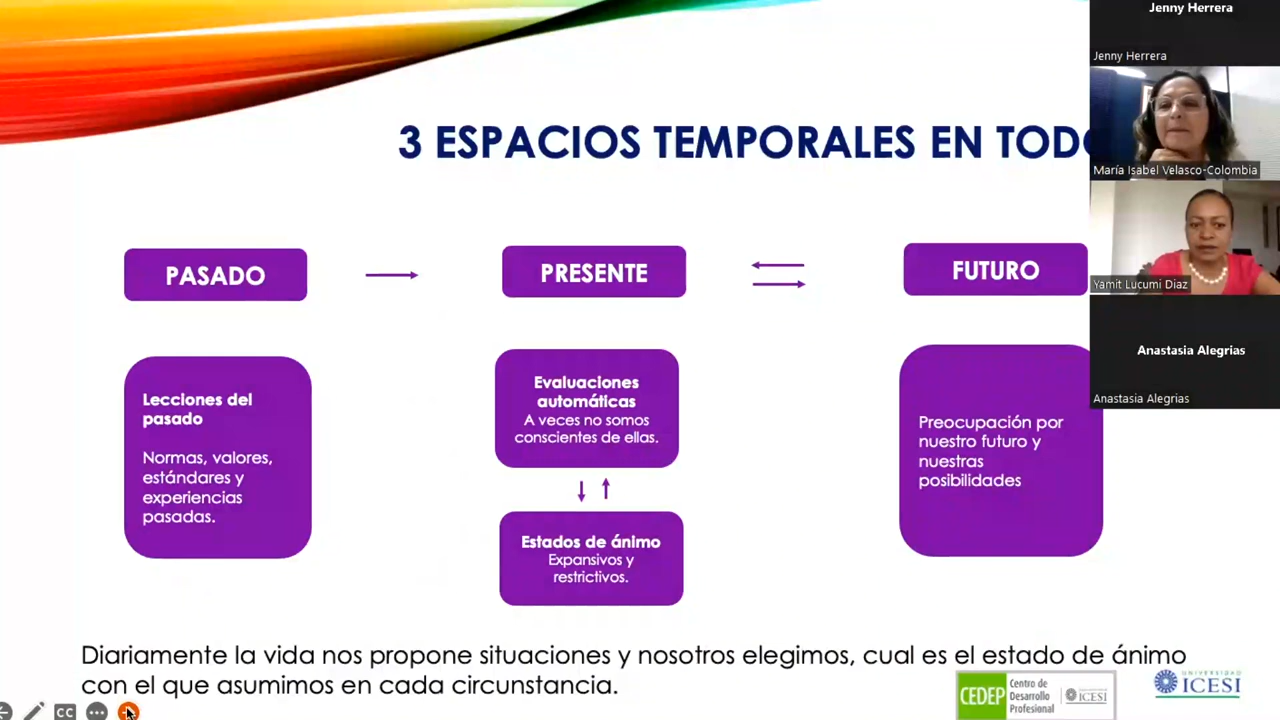 Jenny Herrera
Jenny Herrera
María Isabel Velasco-Colombia
Yamit Lucumi Diaz
Anastasia Alegrias
Anastasia Alegrias
3 ESPACIOS TEMPORALES EN
PASADO
PRESENTE
FUTURO
Lecciones del
pasado
Normas, valores,
estándares y
experiencias
pasadas.
Evaluaciones
automáticas
A veces no somos
conscientes de ellas.
Estados de ánimo
Expansivos y
restrictivos.
Preocupación por
nuestro futuro y
nuestras
posibilidades
Diariamente la vida nos propone situaciones y nosotros elegimos, cual es el estado de ánimo
con el que asumimos en cada circunstancia.
CEDEP
Centro de
Desarrollo
Profesional
ICESI
UNIVERSIDAD
ICESI
CC